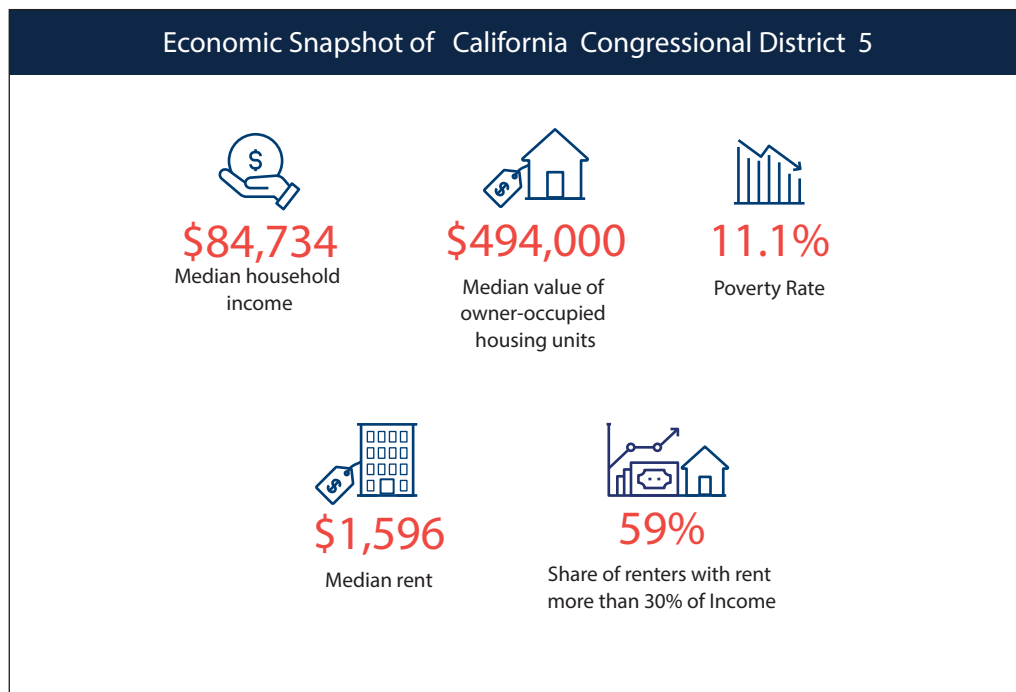 Economic Snapshot of California Congressional District 5
$
$
$84,734
Median household
income
$494,000
Median value of
owner-occupied
housing units
11.1%
Poverty Rate
$
$1,596
Median rent
59%
Share of renters with rent
more than 30% of Income